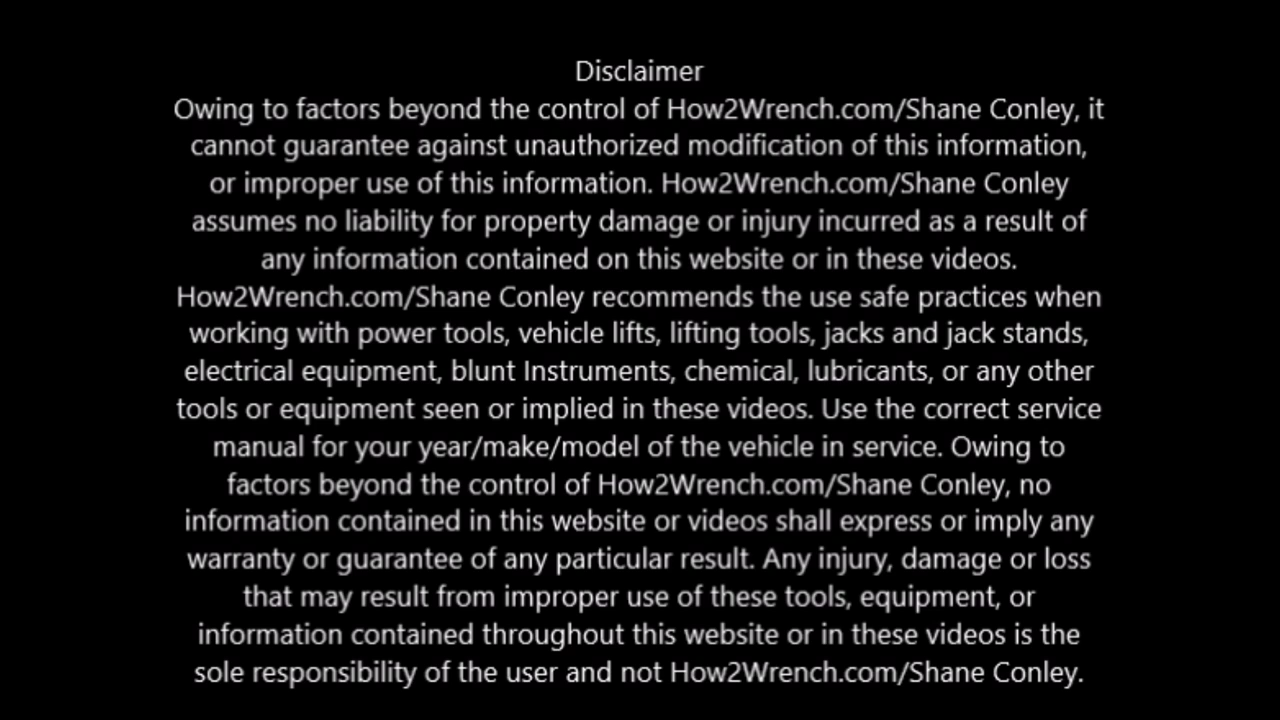 Disclaimer
Owing to factors beyond the control of How2Wrench.com/Shane Conley, it
cannot guarantee against unauthorized modification of this information,
or improper use of this information. How2Wrench.com/Shane Conley
assumes no liability for property damage or injury incurred as a result of
any information contained on this website or in these videos.
How2Wrench.com/Shane Conley recommends the use safe practices when
working with power tools, vehicle lifts, lifting tools, jacks and jack stands,
electrical equipment, blunt Instruments, chemical, lubricants, or any other
tools or equipment seen or implied in these videos. Use the correct service
manual for your year/make/model of the vehicle in service. Owing to
factors beyond the control of How2Wrench.com/Shane Conley, no
information contained in this website or videos shall express or imply any
warranty or guarantee of any particular result. Any injury, damage or loss
that may result from improper use of these tools, equipment, or
information contained throughout this website or in these videos is the
sole responsibility of the user and not How2Wrench.com/Shane Conley.